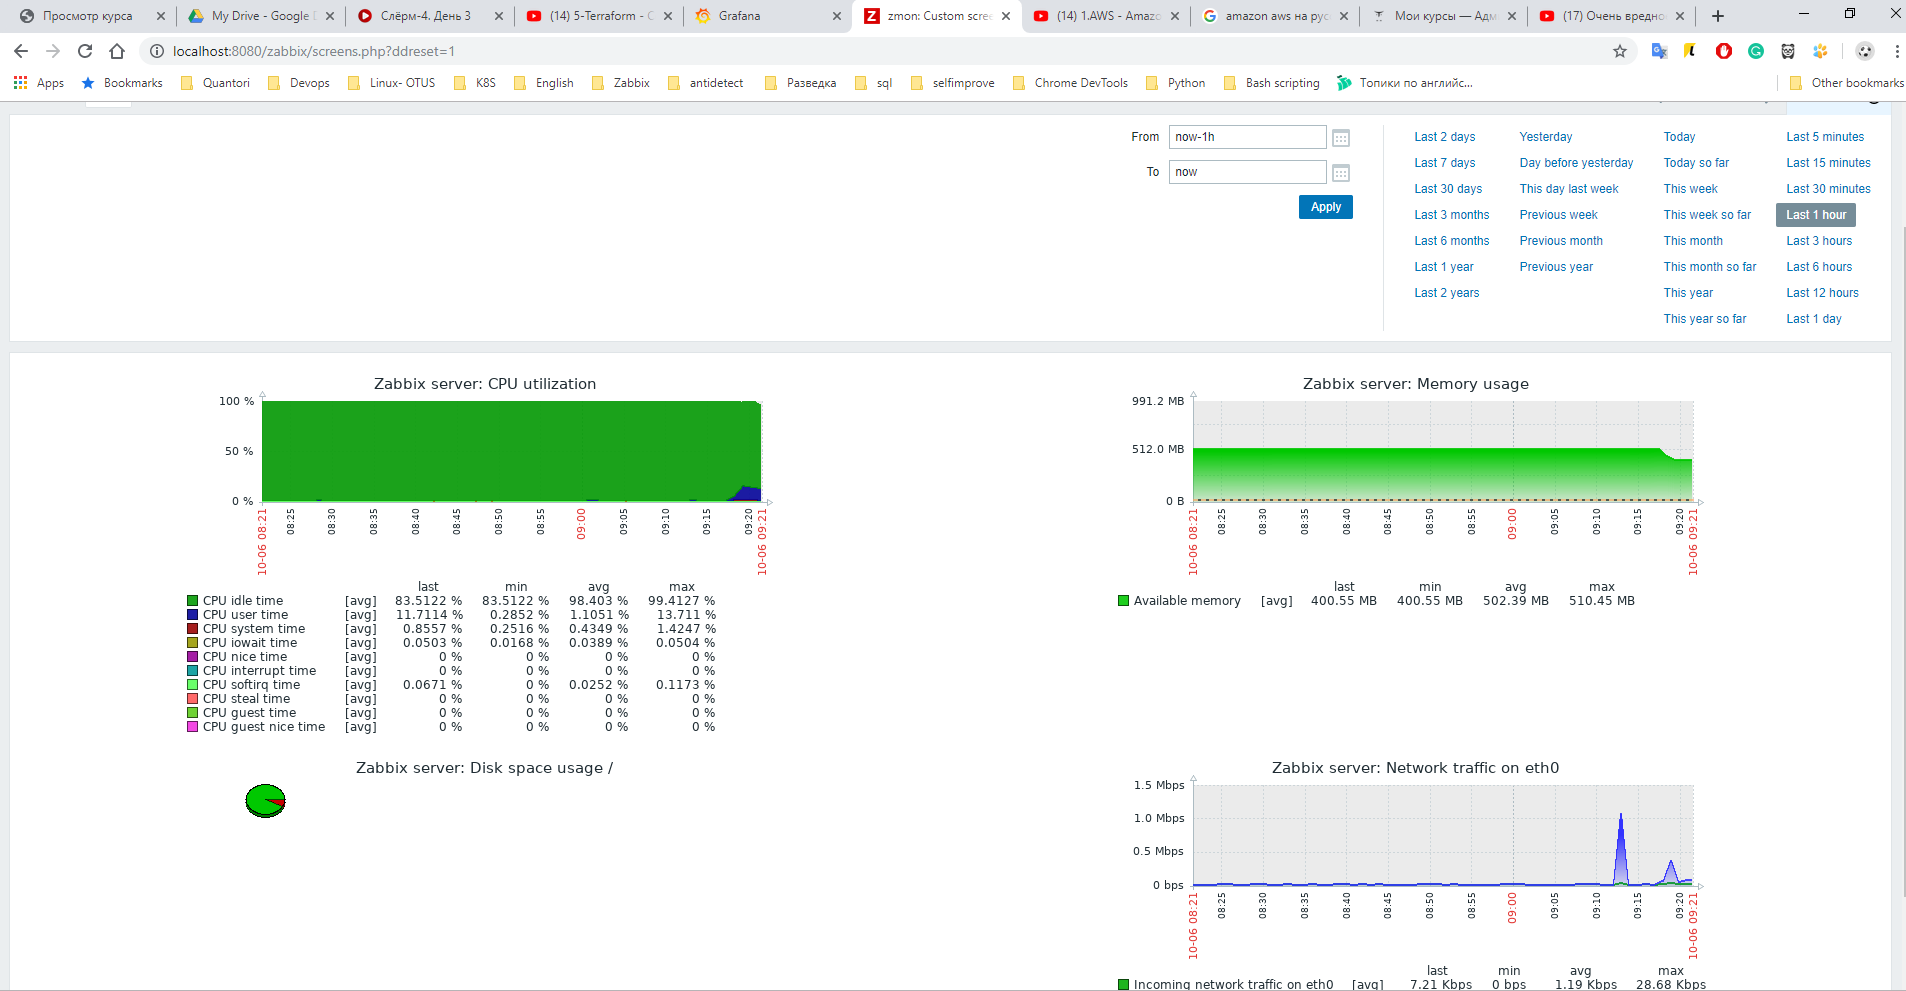 Просмотр курса
My Drive - Google
Слёрм-4. День 3
(14) 5-Terraform - C
Grafana
zmon: Custom scre
(14) 1.AWS - Amaz
amazon aws на рус
Мои курсы — Адм
(17) Очень вредно
localhost:8080/zabbix/screens.php?ddreset=1
Apps Bookmarks Quantori Devops Linux- OTUS K8S English Zabbix antidetect Разведка sql selfimprove Chrome DevTools Python Bash scripting Топики по английс... Other bookmarks
From now-1h
To now
Apply
Last 2 days Yesterday Today Last 5 minutes
Last 7 days Day before yesterday Today so far Last 15 minutes
Last 30 days This day last week This week Last 30 minutes
Last 3 months Previous week This week so far Last 1 hour
Last 6 months Previous month This month Last 3 hours
Last 1 year Previous year This month so far Last 6 hours
Last 2 years This year Last 12 hours
This year so far Last 1 day
Zabbix server: CPU utilization
100 %
50 %
0 %
10-06 08:21 08:25 08:30 08:35 08:40 08:45 08:50 08:55 09:00 09:05 09:10 09:15 09:20 10-06 09:21
last min avg max
CPU idle time [avg] 83.5122 % 83.5122 % 98.403 % 99.4127 %
CPU user time [avg] 11.7114 % 0.2852 % 1.1051 % 13.711 %
CPU system time [avg] 0.8557 % 0.2516 % 0.4349 % 1.4247 %
CPU iowait time [avg] 0.0503 % 0.0168 % 0.0389 % 0.0504 %
CPU nice time [avg] 0 % 0 % 0 % 0 %
CPU interrupt time [avg] 0 % 0 % 0 % 0 %
CPU softirq time [avg] 0.0671 % 0 % 0.0252 % 0.1173 %
CPU steal time [avg] 0 % 0 % 0 % 0 %
CPU guest time [avg] 0 % 0 % 0 % 0 %
CPU guest nice time [avg] 0 % 0 % 0 % 0 %
Zabbix server: Memory usage
991.2 MB
512.0 MB
0 B
10-06 08:21 08:25 08:30 08:35 08:40 08:45 08:50 08:55 09:00 09:05 09:10 09:15 09:20 10-06 09:21
last min avg max
Available memory [avg] 400.55 MB 400.55 MB 502.39 MB 510.45 MB
Zabbix server: Disk space usage /
Zabbix server: Network traffic on eth0
1.5 Mbps
1.0 Mbps
0.5 Mbps
0 bps
10-06 08:21 08:25 08:30 08:35 08:40 08:45 08:50 08:55 09:00 09:05 09:10 09:15 09:20 10-06 09:21
last min avg max
Incoming network traffic on eth0 [avg] 7.21 Kbps 0 bps 1.19 Kbps 28.68 Kbps